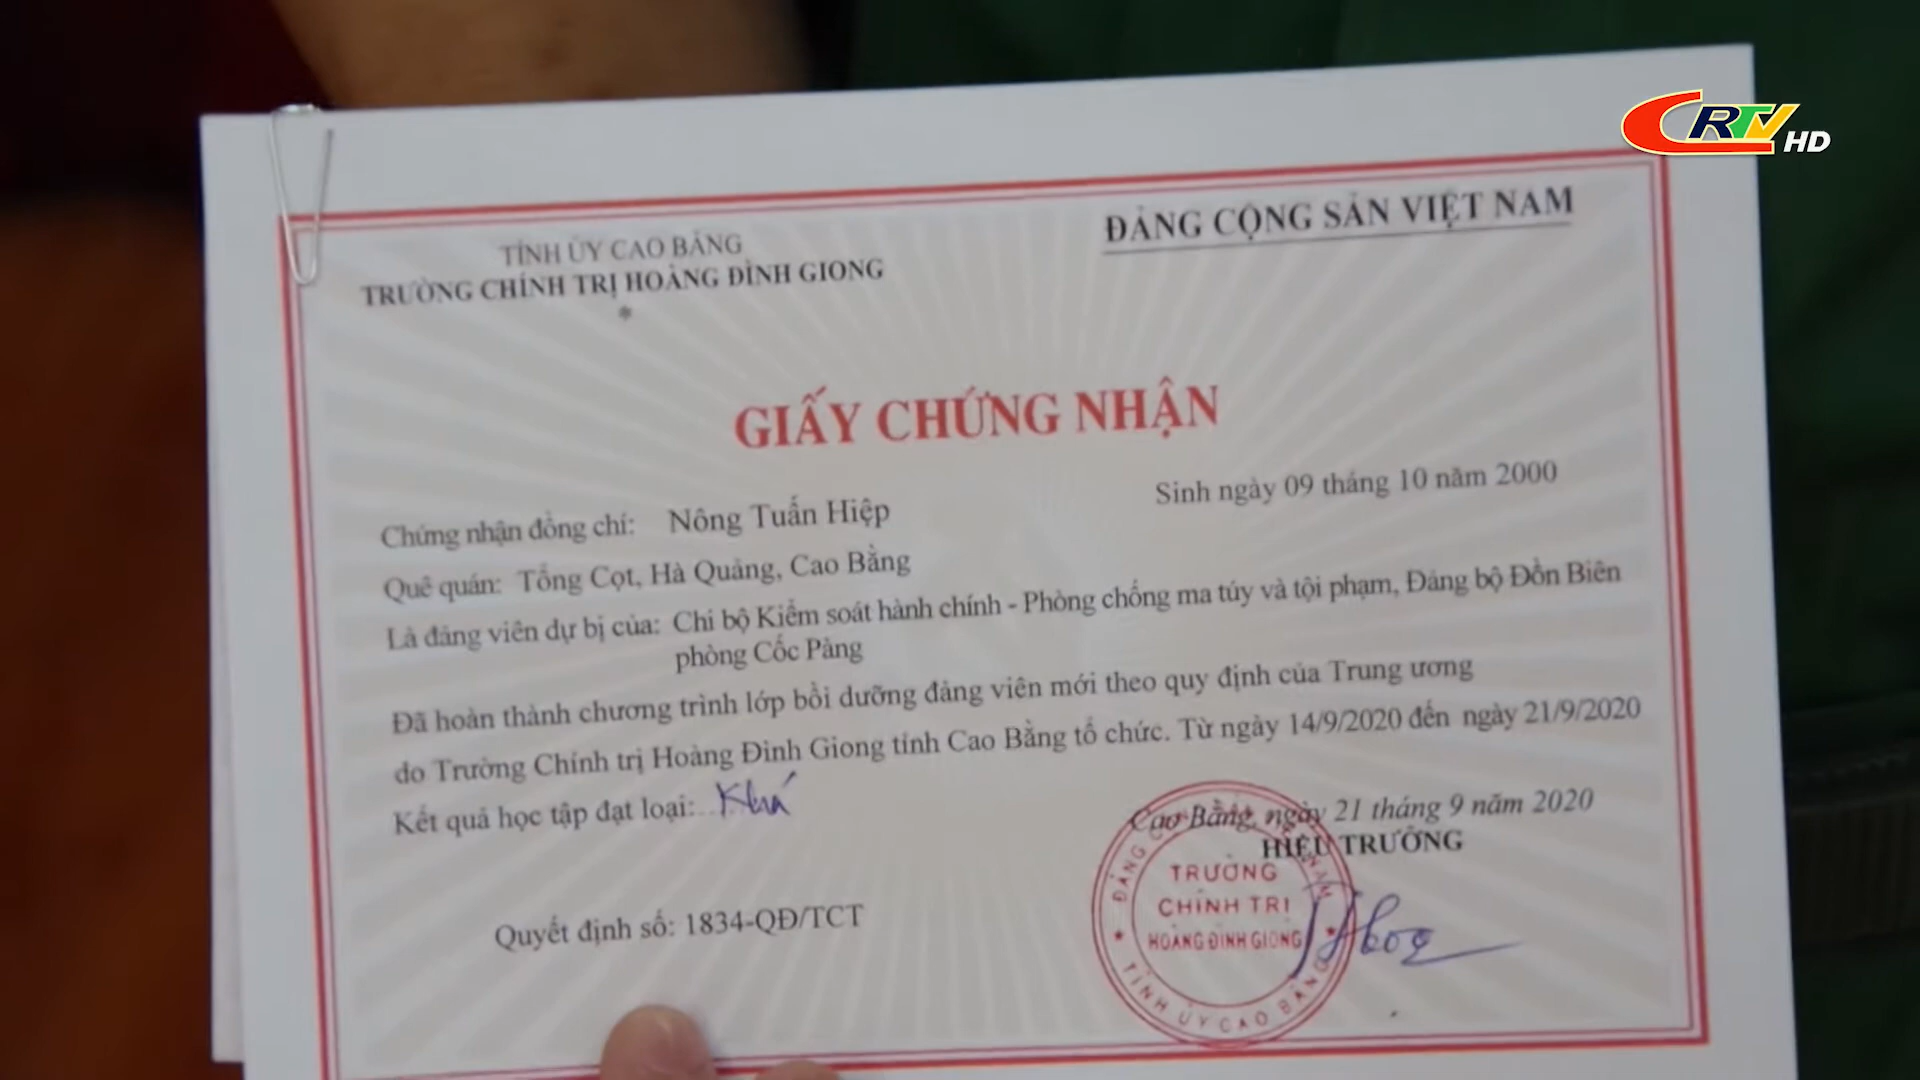 CRTV HD
TỈNH ỦY CAO BẰNG
ĐẢNG CỘNG SẢN VIỆT NAM
TRƯỜNG CHÍNH TRỊ HOÀNG ĐÌNH GIONG
*
GIẤY CHỨNG NHẬN
Chứng nhận đồng chí: Nông Tuấn Hiệp Sinh ngày 09 tháng 10 năm 2000
Quê quán: Tổng Cọt, Hà Quảng, Cao Bằng
Là đảng viên dự bị của: Chi bộ Kiểm soát hành chính - Phòng chống ma túy và tội phạm, Đảng bộ Đồn Biên
phòng Cốc Pàng
Đã hoàn thành chương trình lớp bồi dưỡng đảng viên mới theo quy định của Trung ương
do Trường Chính trị Hoàng Đình Giong tỉnh Cao Bằng tổ chức. Từ ngày 14/9/2020 đến ngày 21/9/2020
Kết quả học tập đạt loại: Khá
Cao Bằng, ngày 21 tháng 9 năm 2020
HIỆU TRƯỞNG
Quyết định số: 1834-QĐ/TCT
TRƯỜNG
CHÍNH TRỊ
HOÀNG ĐÌNH GIONG
TỈNH ỦY CAO BẰNG